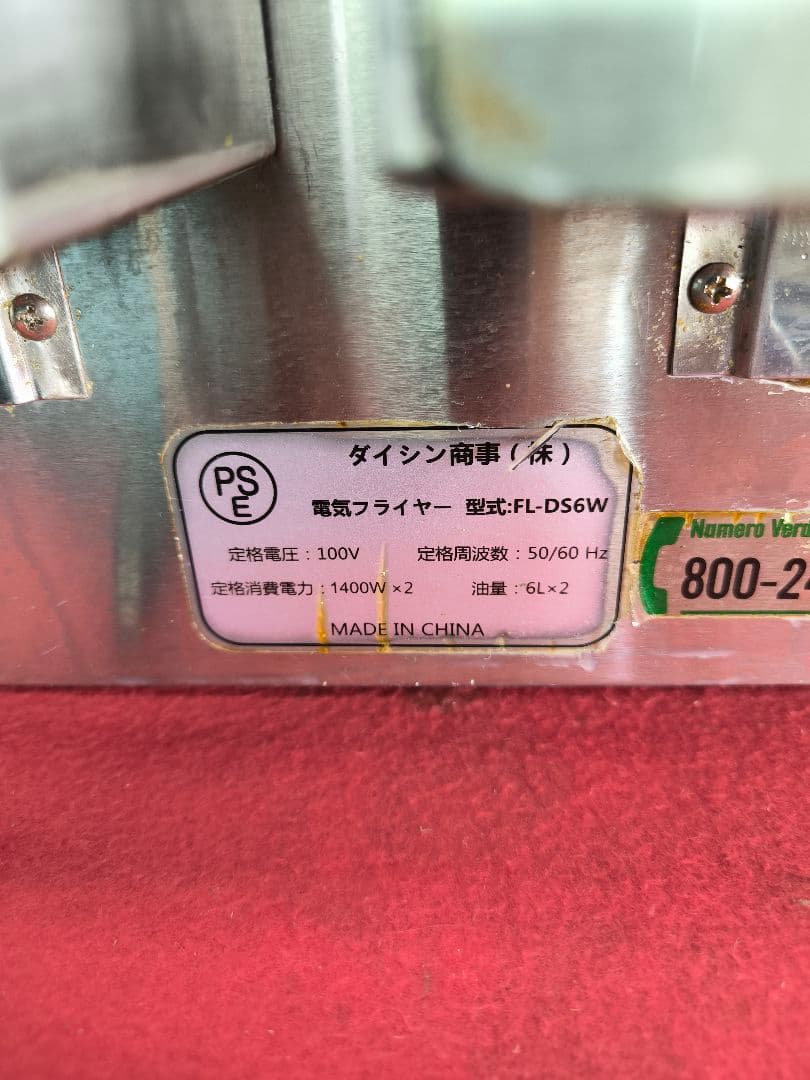 PSE
ダイシン商事(株)
電気フライヤー 型式:FL-DS6W
定格電圧:100V 定格周波数:50/60 Hz
定格消費電力:1400W×2 油量:6L×2
MADE IN CHINA
Numero Verd
800-24